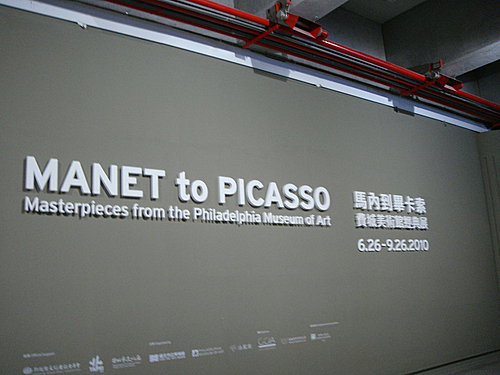 MANET to PICASSO
Masterpieces from the Philadelphia Museum of Art
馬內到畢卡索
費城美術館經典展
6.26-9.26.2010